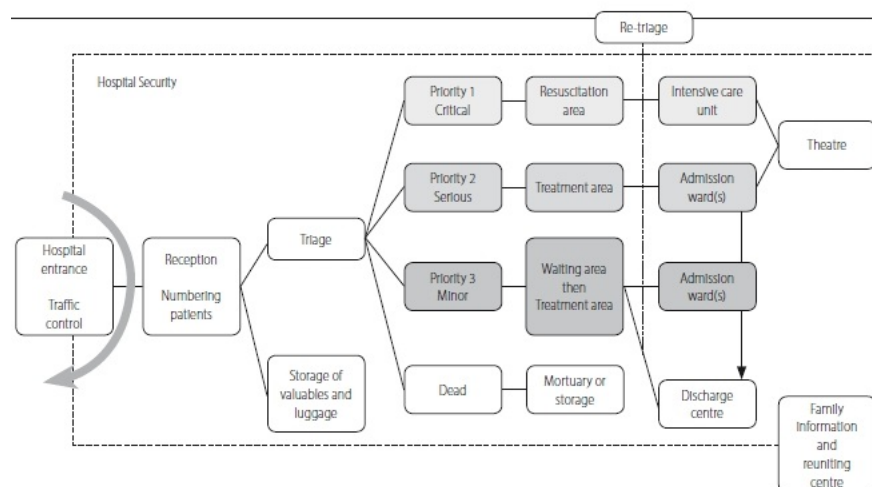 Re-triage
Hospital Security
Priority 1
Critical
Resuscitation
area
Intensive care
unit
Theatre
Priority 2
Serious
Treatment area
Admission
ward(s)
Triage
Hospital
entrance
Traffic
control
Reception
Numbering
patients
Priority 3
Minor
Waiting area
then
Treatment area
Admission
ward(s)
Storage of
valuables and
luggage
Dead
Mortuary or
storage
Discharge
centre
Family
information
and
reuniting
centre